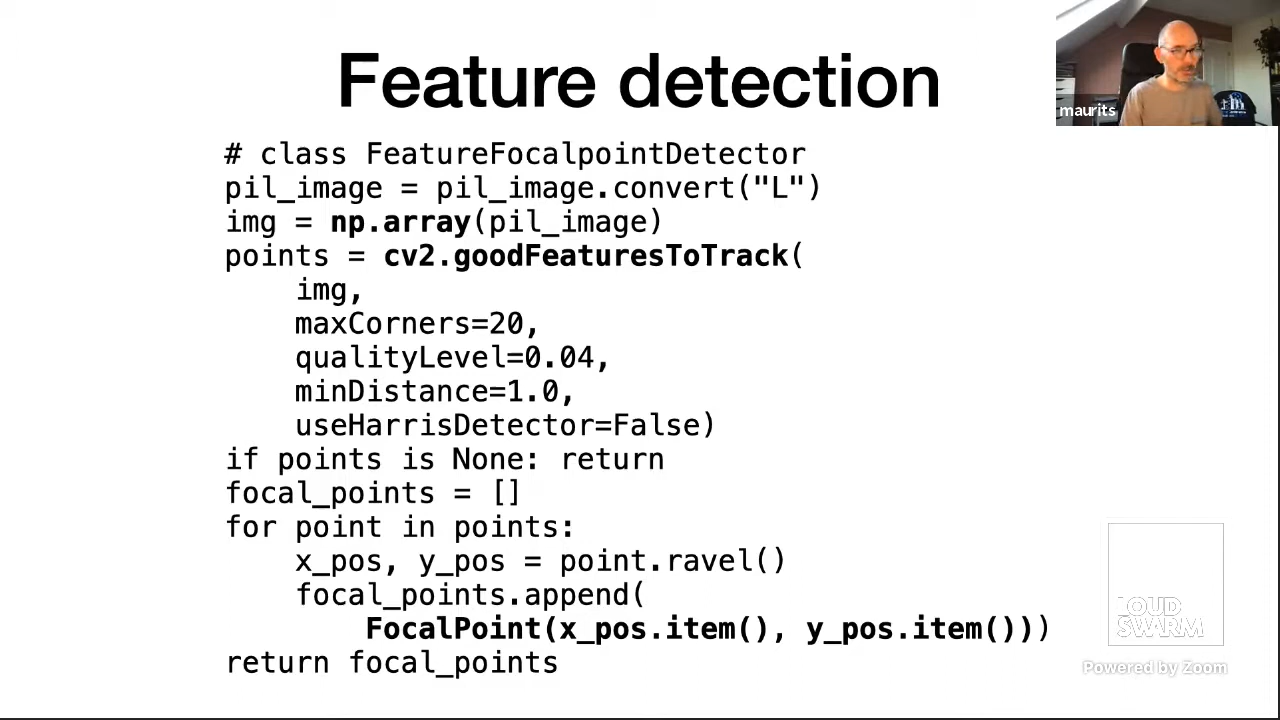 Feature detection
maurits
# class FeatureFocalpointDetector
pil_image = pil_image.convert("L")
img = np.array(pil_image)
points = cv2.goodFeaturesToTrack(
    img,
    maxCorners=20,
    qualityLevel=0.04,
    minDistance=1.0,
    useHarrisDetector=False)
if points is None: return
focal_points = []
for point in points:
    x_pos, y_pos = point.ravel()
    focal_points.append(
        FocalPoint(x_pos.item(), y_pos.item()))
return focal_points
LOUD
SWARM
Powered by Zoom